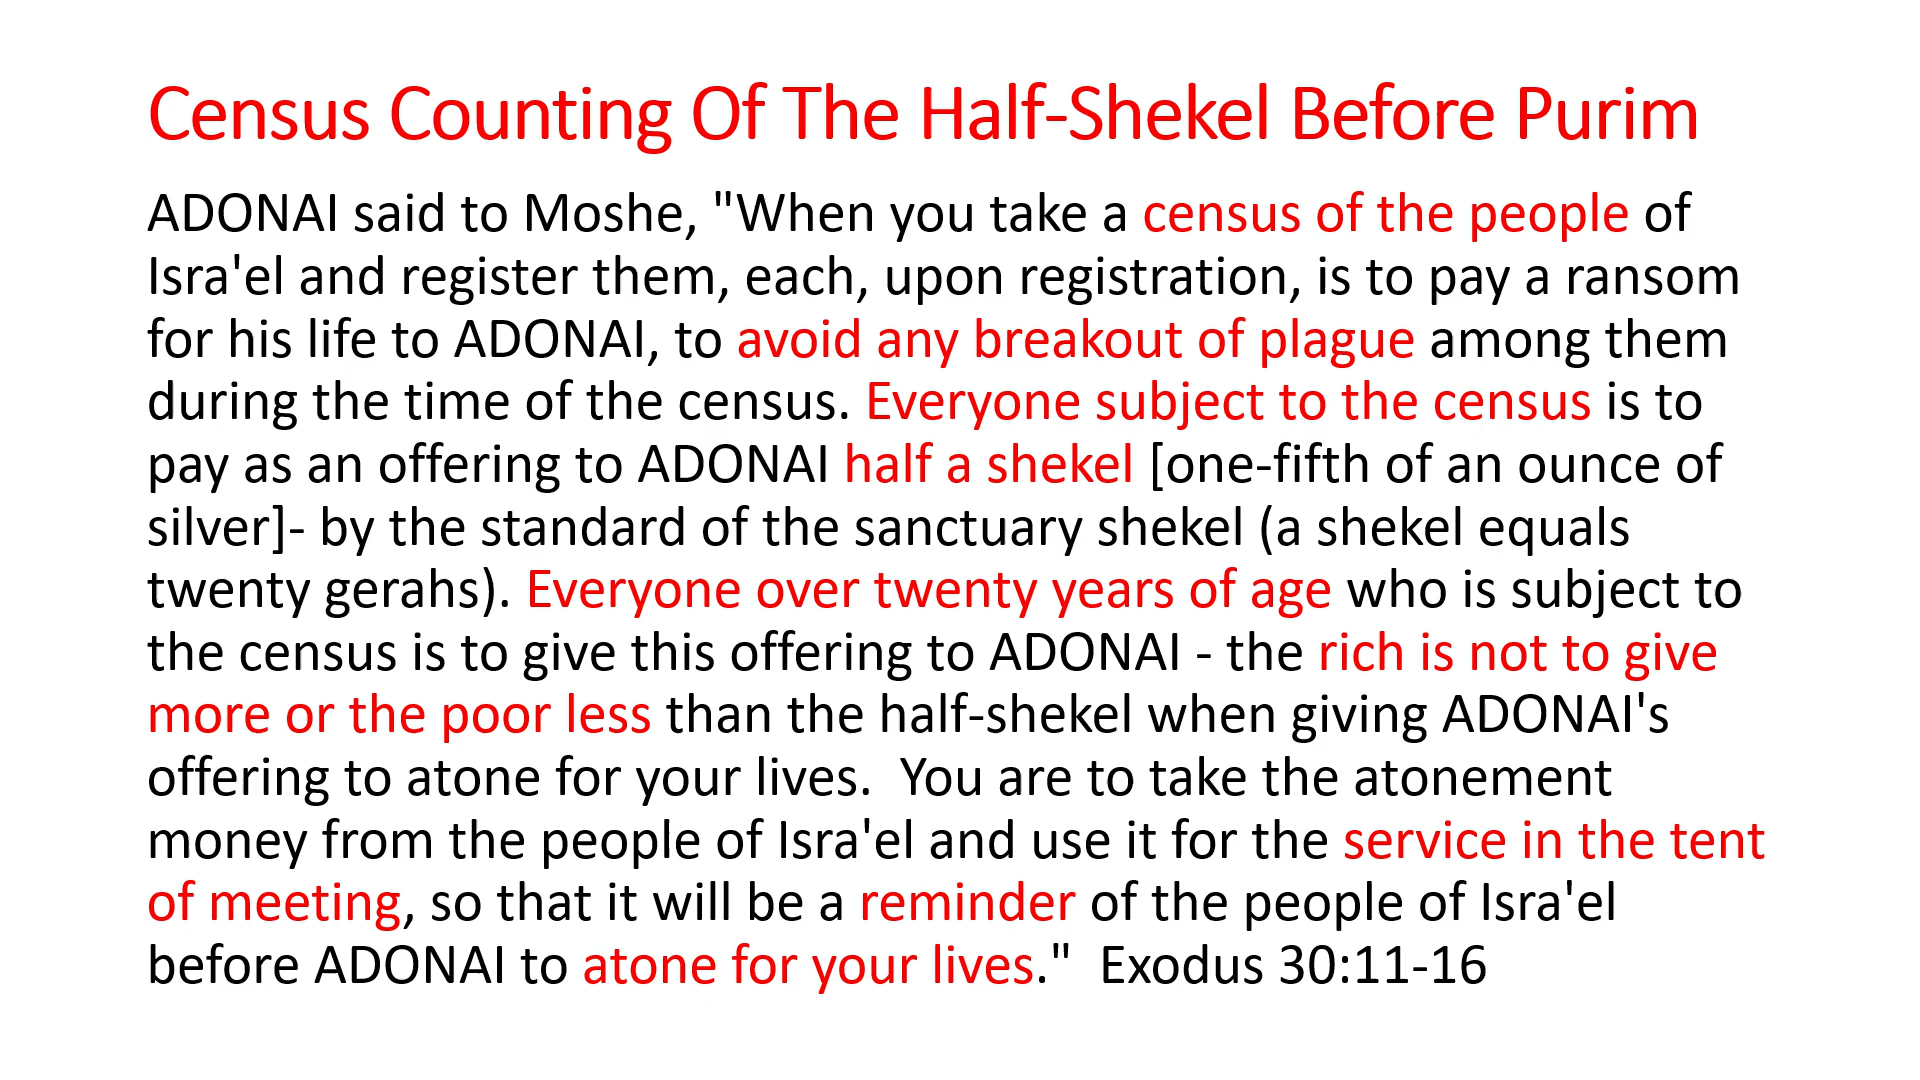 Census Counting Of The Half-Shekel Before Purim
ADONAI said to Moshe, "When you take a census of the people of
Isra'el and register them, each, upon registration, is to pay a ransom
for his life to ADONAI, to avoid any breakout of plague among them
during the time of the census. Everyone subject to the census is to
pay as an offering to ADONAI half a shekel [one-fifth of an ounce of
silver]- by the standard of the sanctuary shekel (a shekel equals
twenty gerahs). Everyone over twenty years of age who is subject to
the census is to give this offering to ADONAI - the rich is not to give
more or the poor less than the half-shekel when giving ADONAI's
offering to atone for your lives.  You are to take the atonement
money from the people of Isra'el and use it for the service in the tent
of meeting, so that it will be a reminder of the people of Isra'el
before ADONAI to atone for your lives."  Exodus 30:11-16